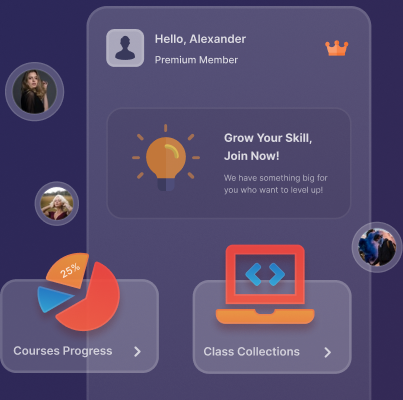 Hello, Alexander
Premium Member
Grow Your Skill,
Join Now!
We have something big for
you who want to level up!
25%
Courses Progress
Class Collections